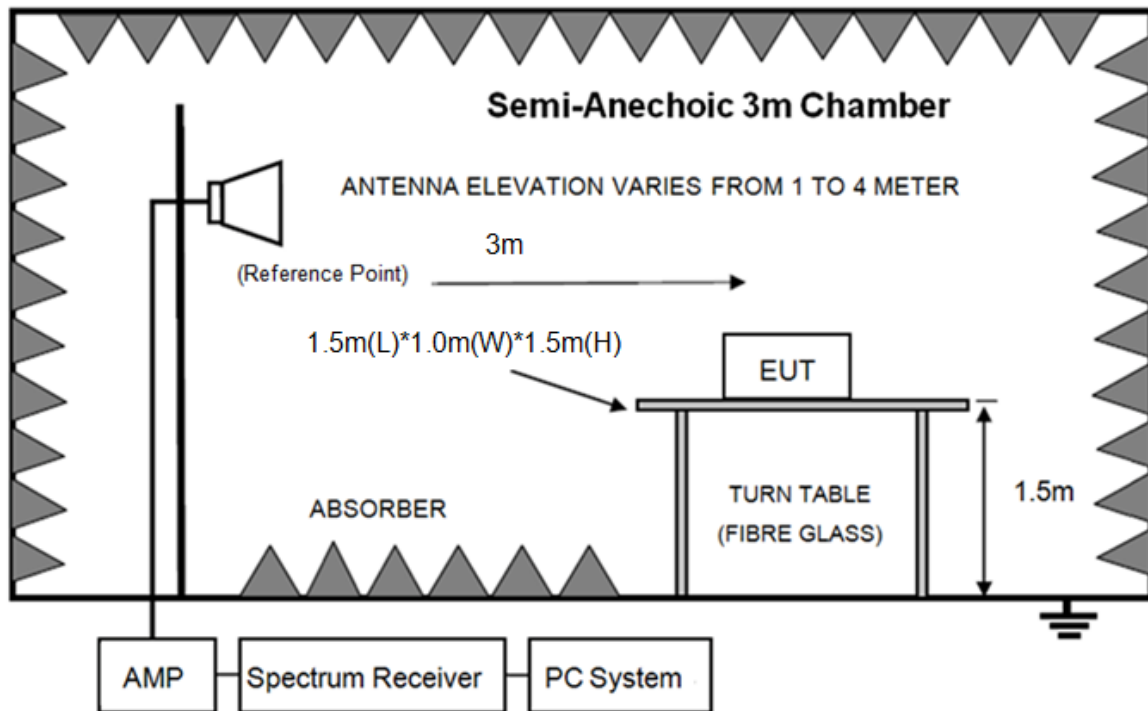 Semi-Anechoic 3m Chamber
ANTENNA ELEVATION VARIES FROM 1 TO 4 METER
3m
(Reference Point)
1.5m(L)*1.0m(W)*1.5m(H)
EUT
ABSORBER
TURN TABLE
(FIBRE GLASS)
1.5m
AMP
Spectrum Receiver
PC System